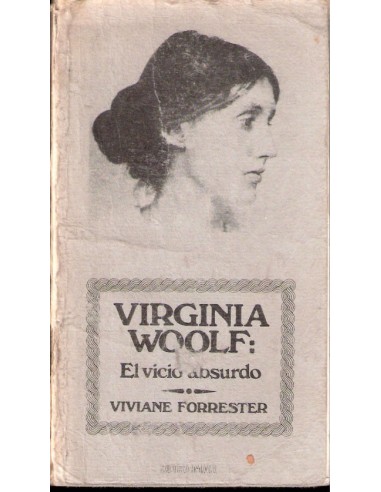 VIRGINIA
WOOLF:
El vicio absurdo
VIVIANE FORRESTER